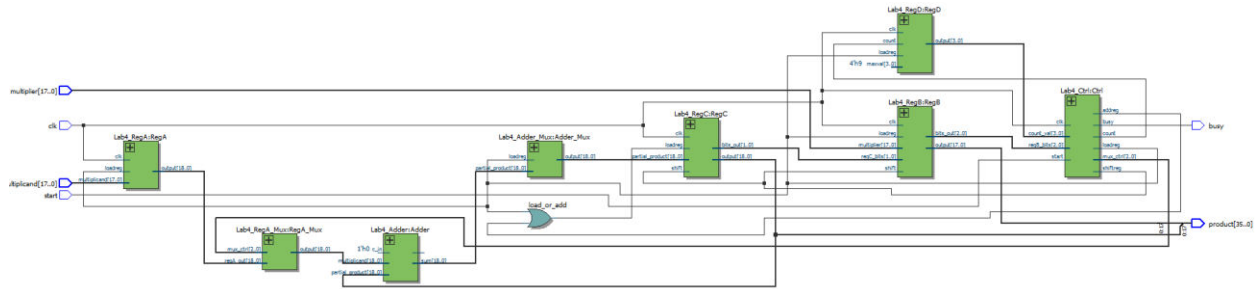 multiplier[17..0]
clk
ultiplicand[17..0]
start
Lab4_RegA:RegA
clk
loadreg
multiplicand[17..0]
output[18..0]
Lab4_RegA_Mux:RegA_Mux
mux_ctrl[2..0]
regA_out[18..0]
output[18..0]
Lab4_Adder:Adder
1'h0
c_in
multiplicand[18..0]
partial_product[18..0]
sum[18..0]
Lab4_Adder_Mux:Adder_Mux
loadreg
partial_product[18..0]
output[18..0]
load_or_add
Lab4_RegC:RegC
clk
load
partial_product[18..0]
shift
bits_out[1..0]
output[18..0]
Lab4_RegD:RegD
clk
count
loadreg
4'h9
maxval[3..0]
output[3..0]
Lab4_RegB:RegB
clk
loadreg
multiplier[17..0]
regC_bits[1..0]
shift
bits_out[2..0]
output[17..0]
Lab4_Ctrl:Ctrl
clk
count_val[3..0]
regB_bits[2..0]
start
addreg
busy
count
loadreg
mux_ctrl[2..0]
shiftreg
busy
product[35..0]